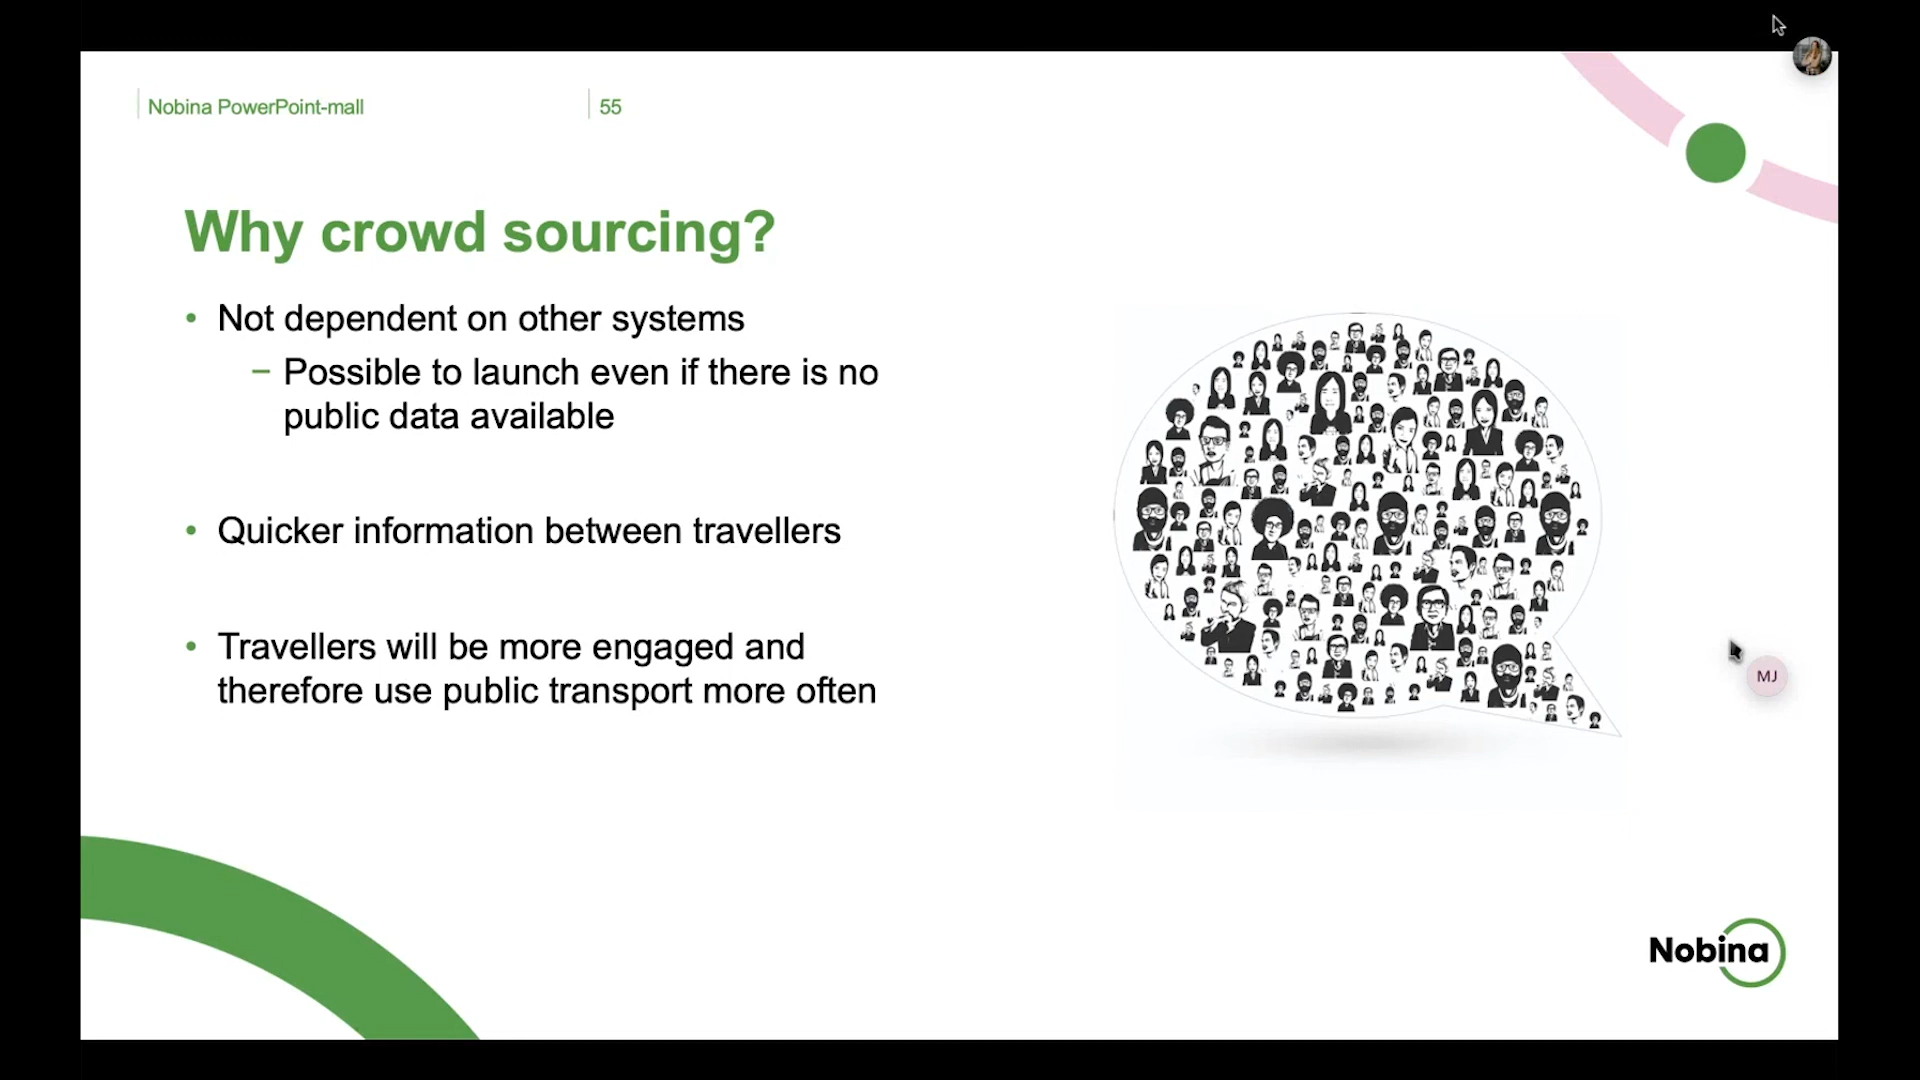 Nobina PowerPoint-mall
55
Why crowd sourcing?
• Not dependent on other systems
– Possible to launch even if there is no
public data available
• Quicker information between travellers
• Travellers will be more engaged and
therefore use public transport more often
MJ
Nobina